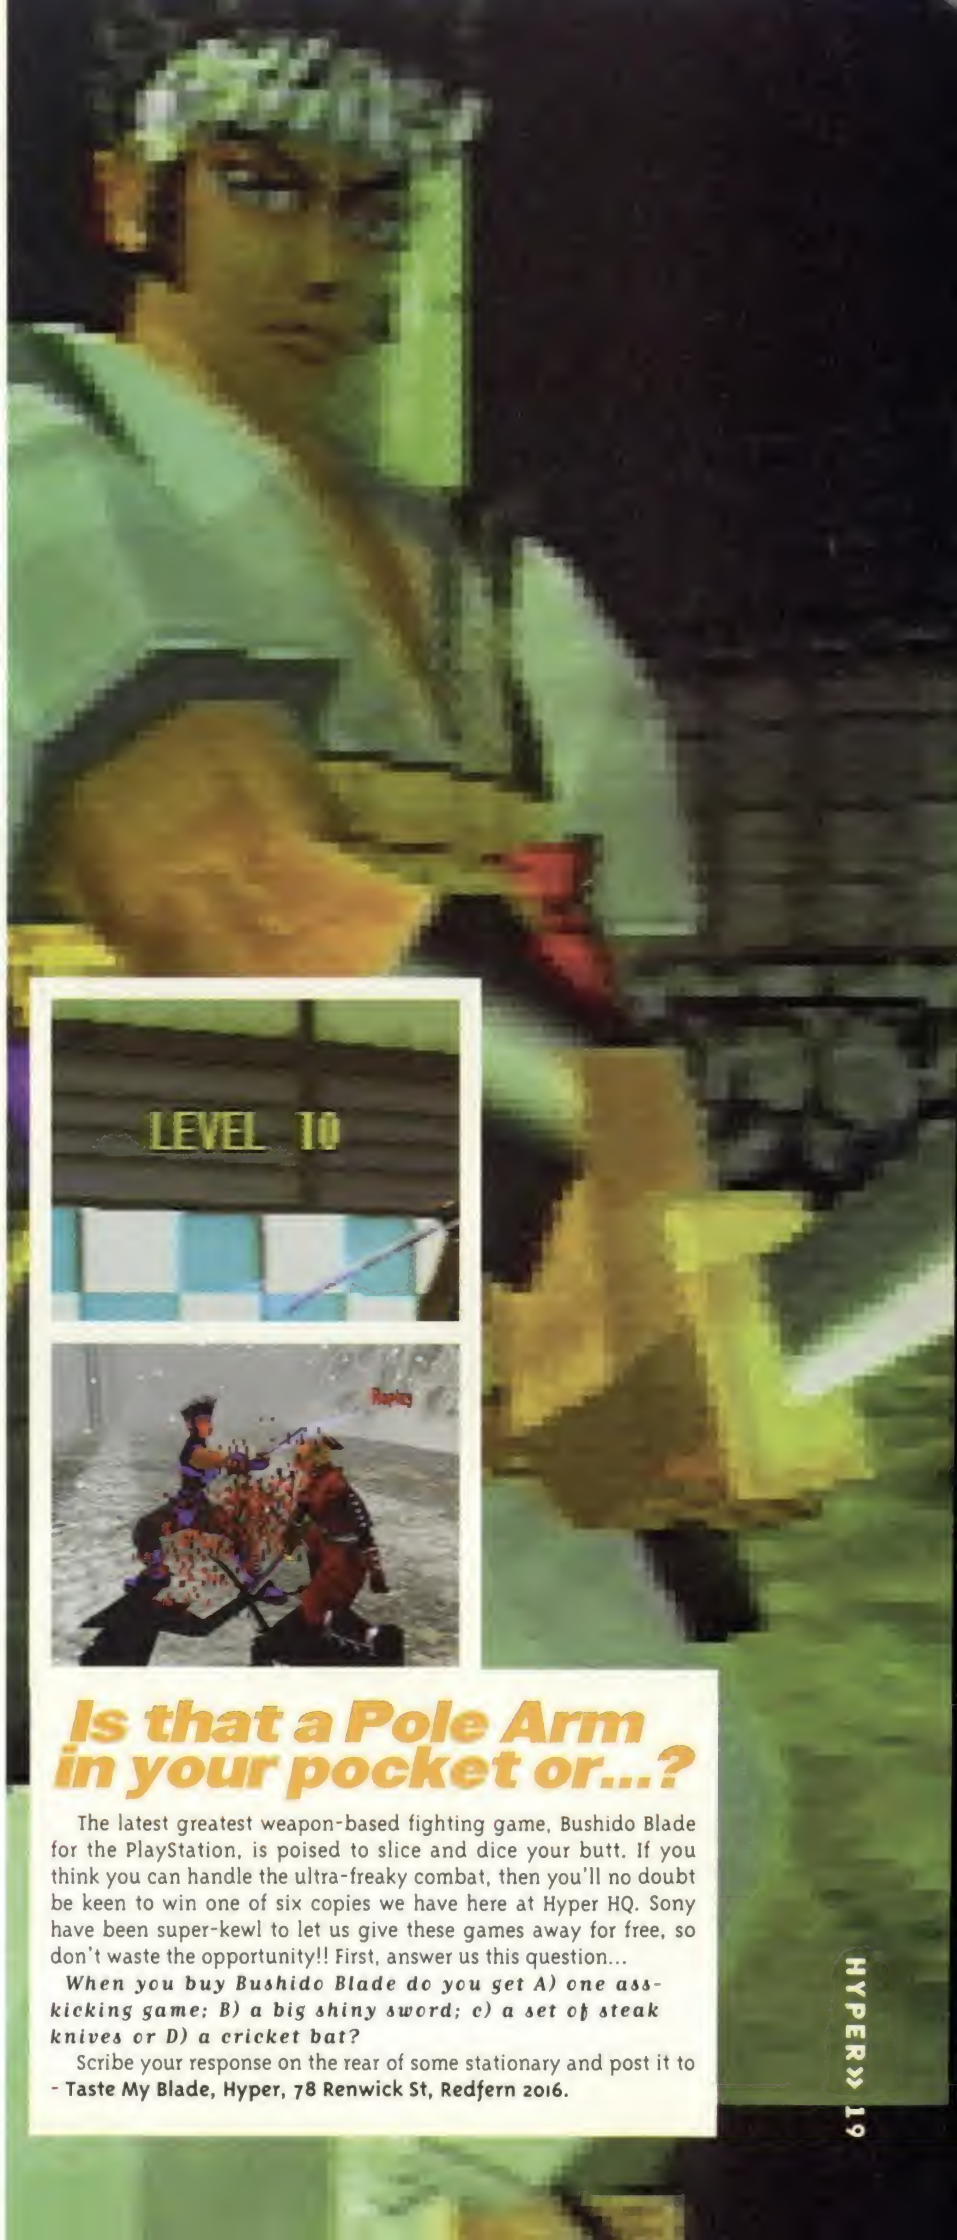 LEVEL 10
Replay
Is that a Pole Arm
in your pocket or...?
The latest greatest weapon-based fighting game, Bushido Blade
for the PlayStation, is poised to slice and dice your butt. If you
think you can handle the ultra-freaky combat, then you'll no doubt
be keen to win one of six copies we have here at Hyper HQ. Sony
have been super-kewl to let us give these games away for free, so
don't waste the opportunity!! First, answer us this question...
When you buy Bushido Blade do you get A) one ass-
kicking game; B) a big shiny sword; c) a set of steak
knives or D) a cricket bat?
Scribe your response on the rear of some stationary and post it to
- Taste My Blade, Hyper, 78 Renwick St, Redfern 2016.
HYPER» 19